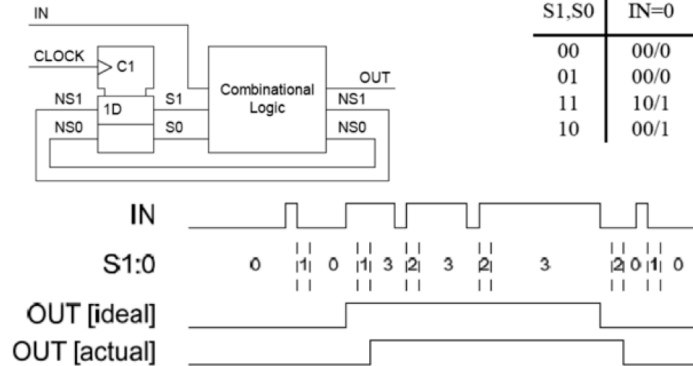 IN
CLOCK
C1
NS1
1D
S1
NS0
S0
Combinational
Logic
OUT
NS1
NS0
S1,S0 IN=0
00 00/0
01 00/0
11 10/1
10 00/1
IN
S1:0 0 1 0 1 3 2 3 2 3 2 0 1 0
OUT [ideal]
OUT [actual]